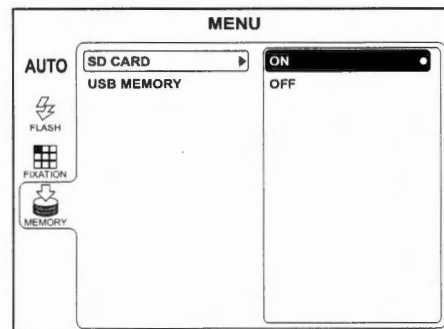 MENU
AUTO
FLASH
FIXATION
MEMORY
SD CARD
USB MEMORY
ON
OFF